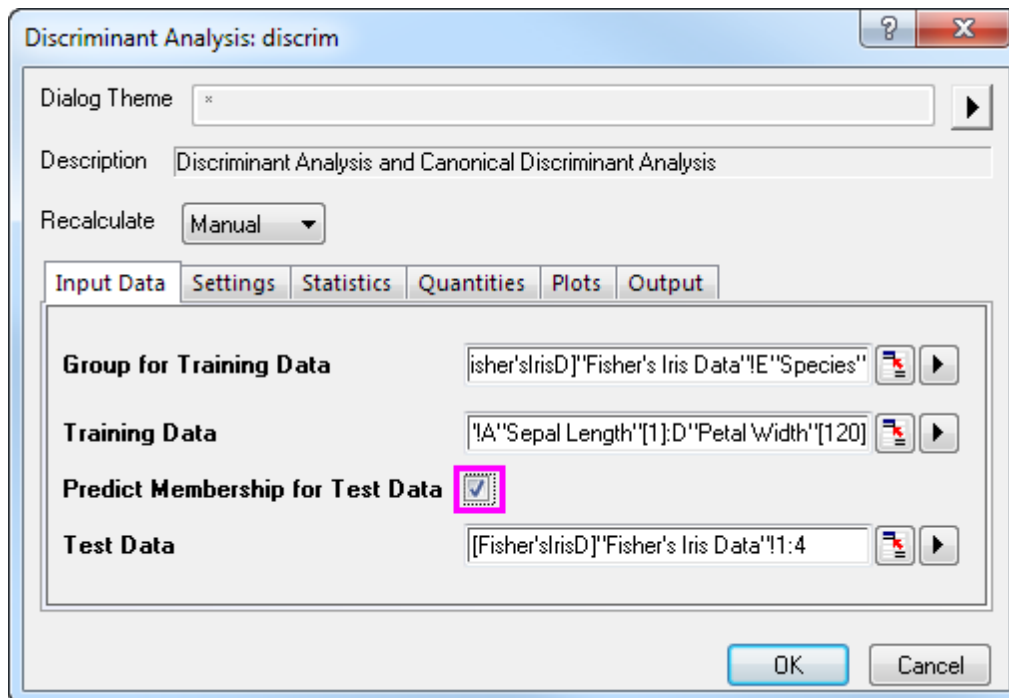 Discriminant Analysis: discrim
Dialog Theme *
Description Discriminant Analysis and Canonical Discriminant Analysis
Recalculate Manual
Input Data Settings Statistics Quantities Plots Output
Group for Training Data isher'sIrisD]"Fisher's Iris Data"!E"Species"
Training Data "!A"Sepal Length"[1]:D"Petal Width"[120]
Predict Membership for Test Data
Test Data [Fisher'sIrisD]"Fisher's Iris Data"!1:4
OK Cancel